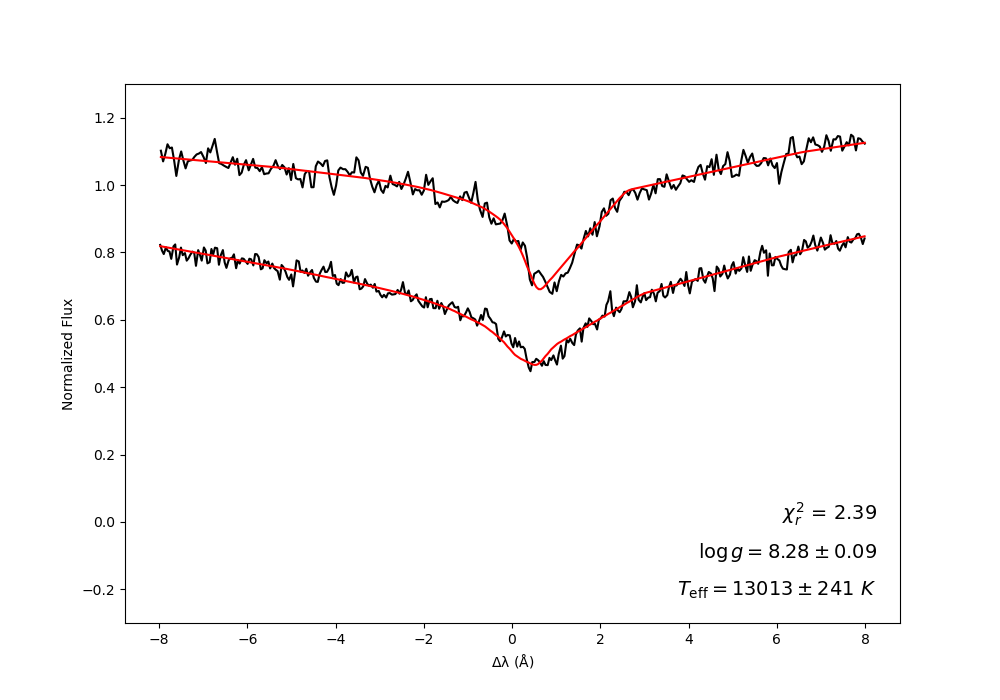 1.2
1.0
0.8
0.6
0.4
0.2
0.0
−0.2
Normalized Flux
χ²ᵣ = 2.39
log g = 8.28 ± 0.09
T_eff = 13013 ± 241 K
−8 −6 −4 −2 0 2 4 6 8
Δλ (Å)